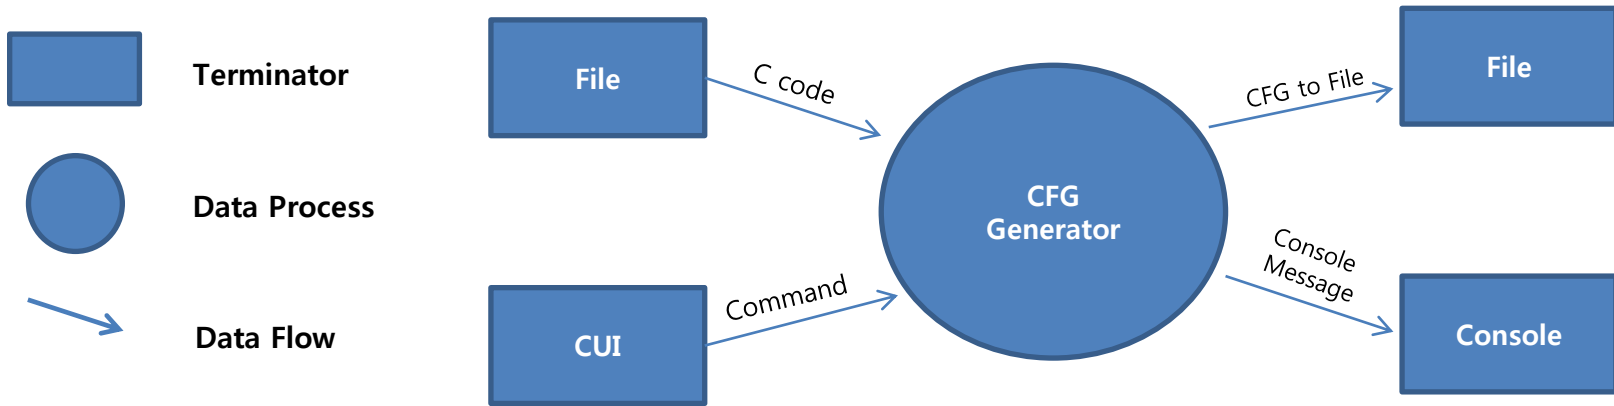 Terminator
Data Process
Data Flow
File
C code
CUI
Command
CFG
Generator
CFG to File
File
Console
Message
Console